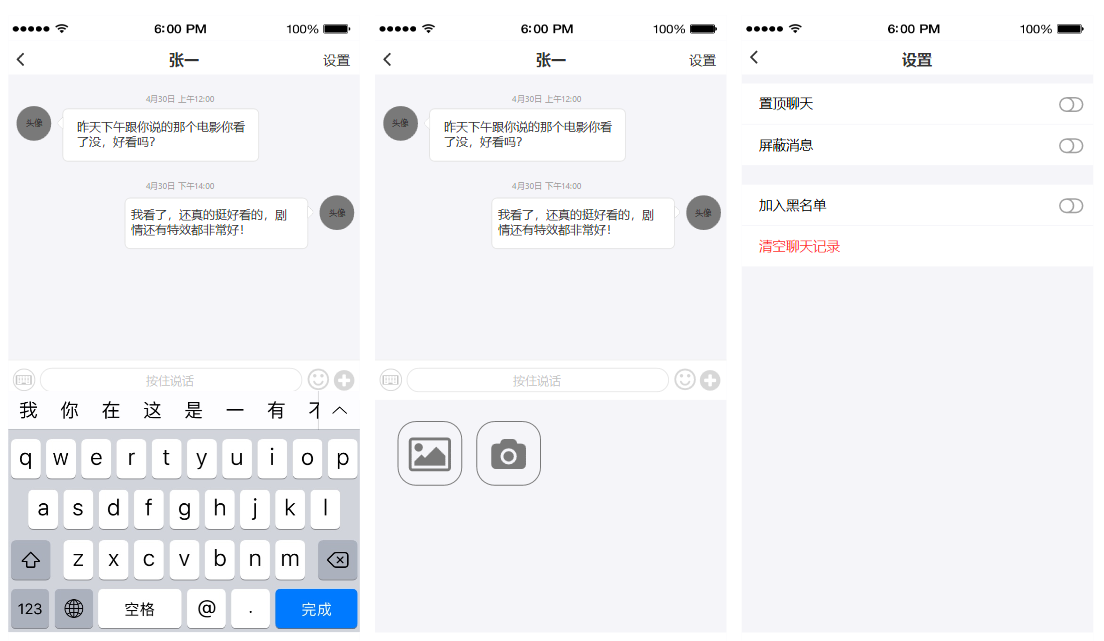 6:00 PM 100%
张一 设置
4月30日 上午12:00
头像
昨天下午跟你说的那个电影你看
了没，好看吗？
4月30日 下午14:00
我看了，还真的挺好看的，剧
情还有特效都非常好！
头像
按住说话
我 你 在 这 是 一 有
q w e r t y u i o p
a s d f g h j k l
z x c v b n m
123 空格 @ . 完成
6:00 PM 100%
张一 设置
4月30日 上午12:00
头像
昨天下午跟你说的那个电影你看
了没，好看吗？
4月30日 下午14:00
我看了，还真的挺好看的，剧
情还有特效都非常好！
头像
按住说话
6:00 PM 100%
设置
置顶聊天
屏蔽消息
加入黑名单
清空聊天记录